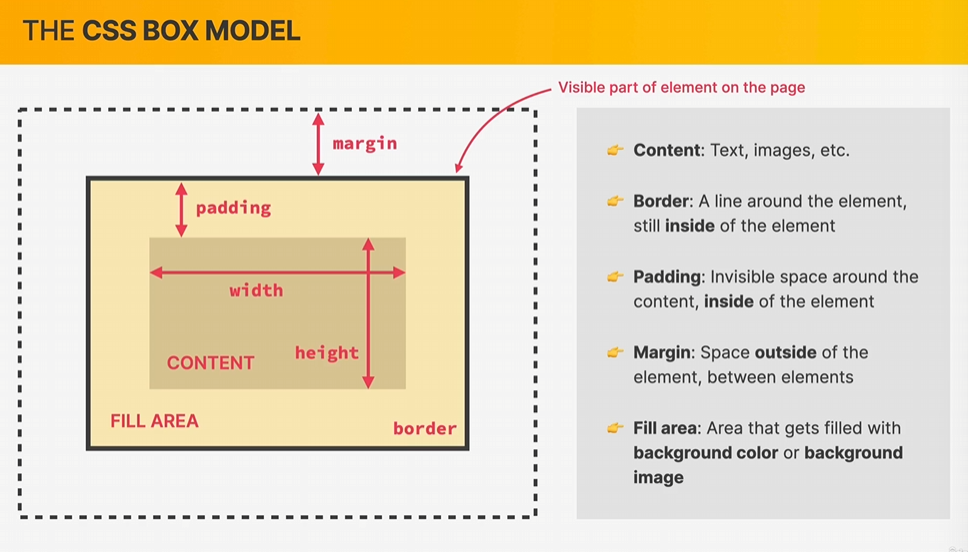 THE CSS BOX MODEL
Visible part of element on the page
margin
padding
width
height
CONTENT
FILL AREA
border
👉 Content: Text, images, etc.
👉 Border: A line around the element,
still inside of the element
👉 Padding: Invisible space around the
content, inside of the element
👉 Margin: Space outside of the
element, between elements
👉 Fill area: Area that gets filled with
background color or background
image